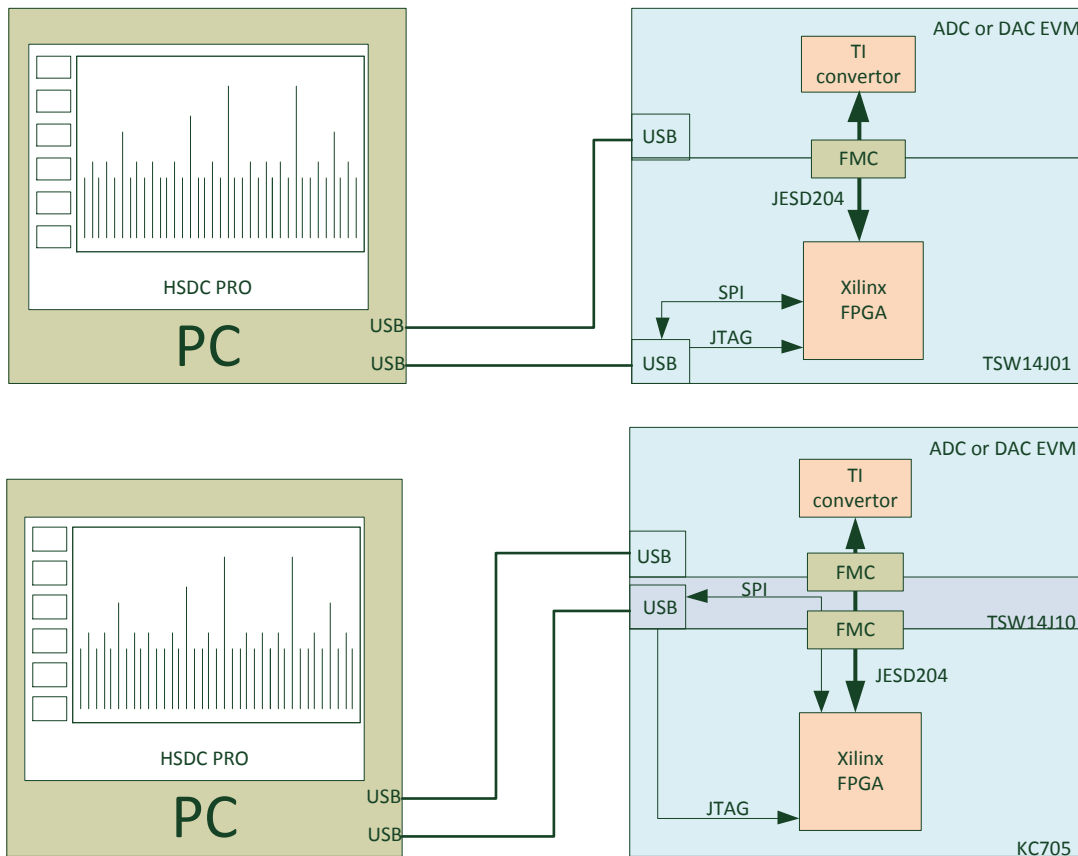 ADC or DAC EVM
TI
convertor
USB
FMC
JESD204
HSDC PRO
SPI
Xilinx
FPGA
PC
USB
JTAG
USB
USB
TSW14J01
ADC or DAC EVM
TI
convertor
USB
FMC
SPI
USB
FMC
TSW14J10
JESD204
HSDC PRO
Xilinx
FPGA
PC
USB
JTAG
USB
KC705